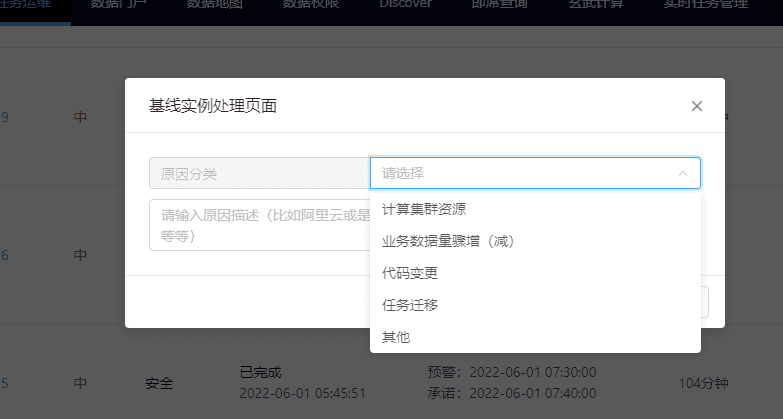 任务运维 数据门户 数据地图 数据权限 Discover 即席查询 玄武计算 实时任务管理
9 中
基线实例处理页面
原因分类 请选择
请输入原因描述（比如阿里云或是
等等）
计算集群资源
业务数据量骤增（减）
代码变更
任务迁移
其他
6 中
5 中 安全 已完成 预警：2022-06-01 07:30:00 104分钟
2022-06-01 05:45:51 承诺：2022-06-01 07:40:00